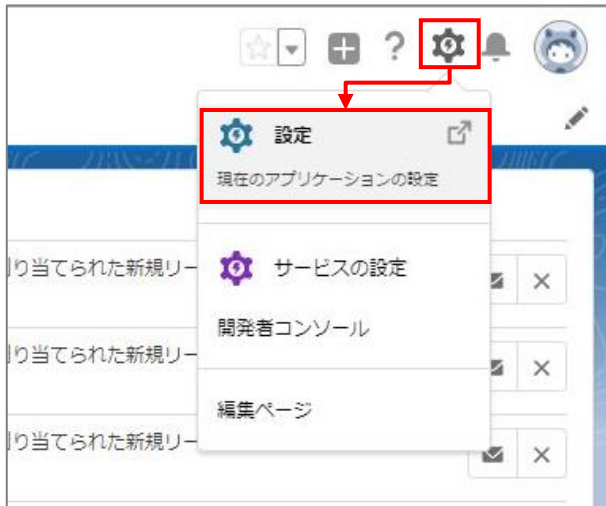 ?
設定
現在のアプリケーションの設定
り当てられた新規リー
サービスの設定
開発者コンソール
り当てられた新規リー
編集ページ
り当てられた新規リー